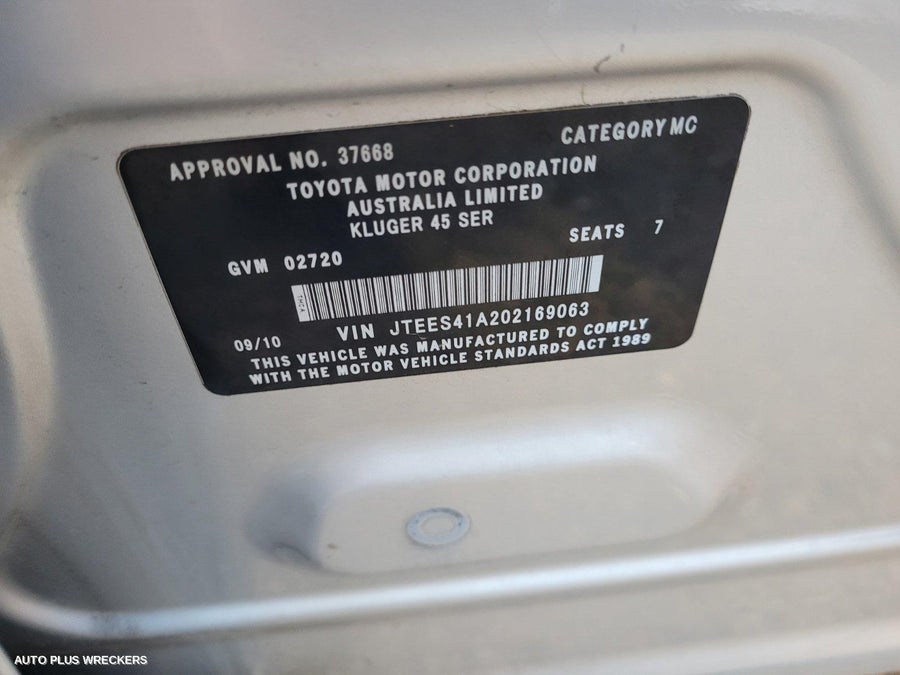 APPROVAL NO. 37668 CATEGORY MC
TOYOTA MOTOR CORPORATION
AUSTRALIA LIMITED
KLUGER 45 SER
GVM 02720 SEATS 7
TMCA
09/10 VIN JTEES41A202169063
THIS VEHICLE WAS MANUFACTURED TO COMPLY
WITH THE MOTOR VEHICLE STANDARDS ACT 1989
AUTO PLUS WRECKERS